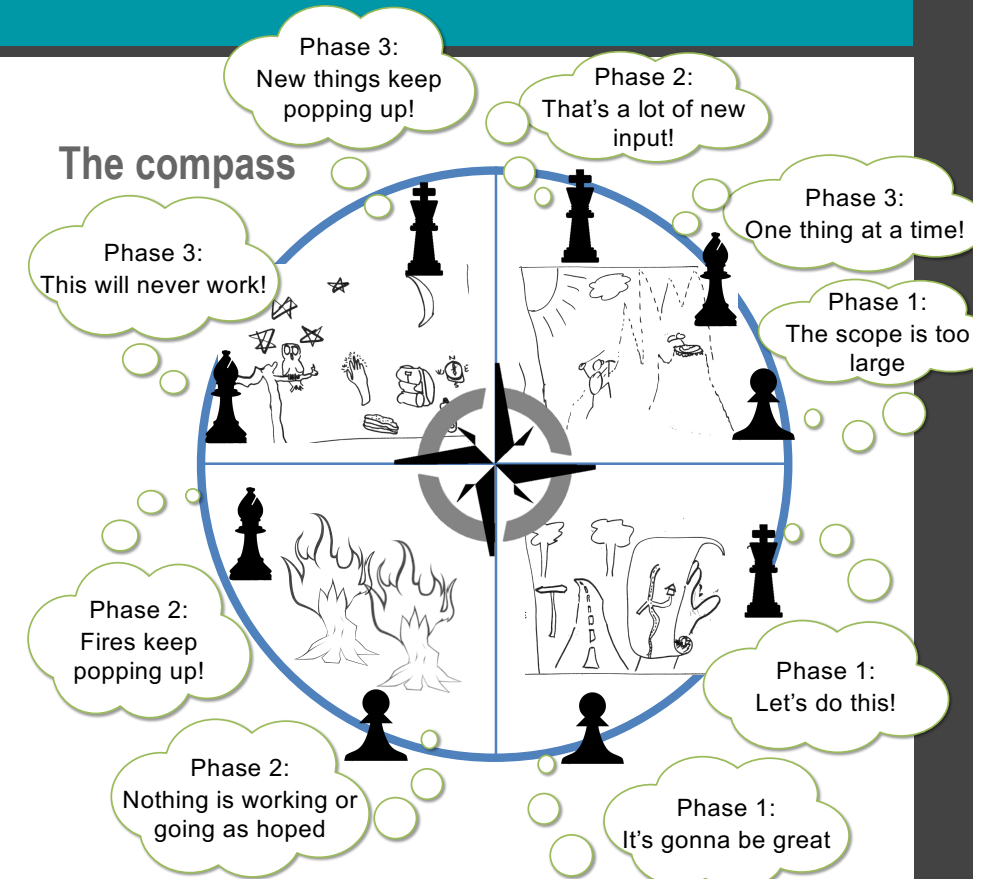 Phase 3:
New things keep
popping up!
Phase 2:
That's a lot of new
input!
The compass
Phase 3:
One thing at a time!
Phase 3:
This will never work!
Phase 1:
The scope is too
large
N
W
E
S
Phase 2:
Fires keep
popping up!
Phase 1:
Let's do this!
Phase 2:
Nothing is working or
going as hoped
Phase 1:
It's gonna be great